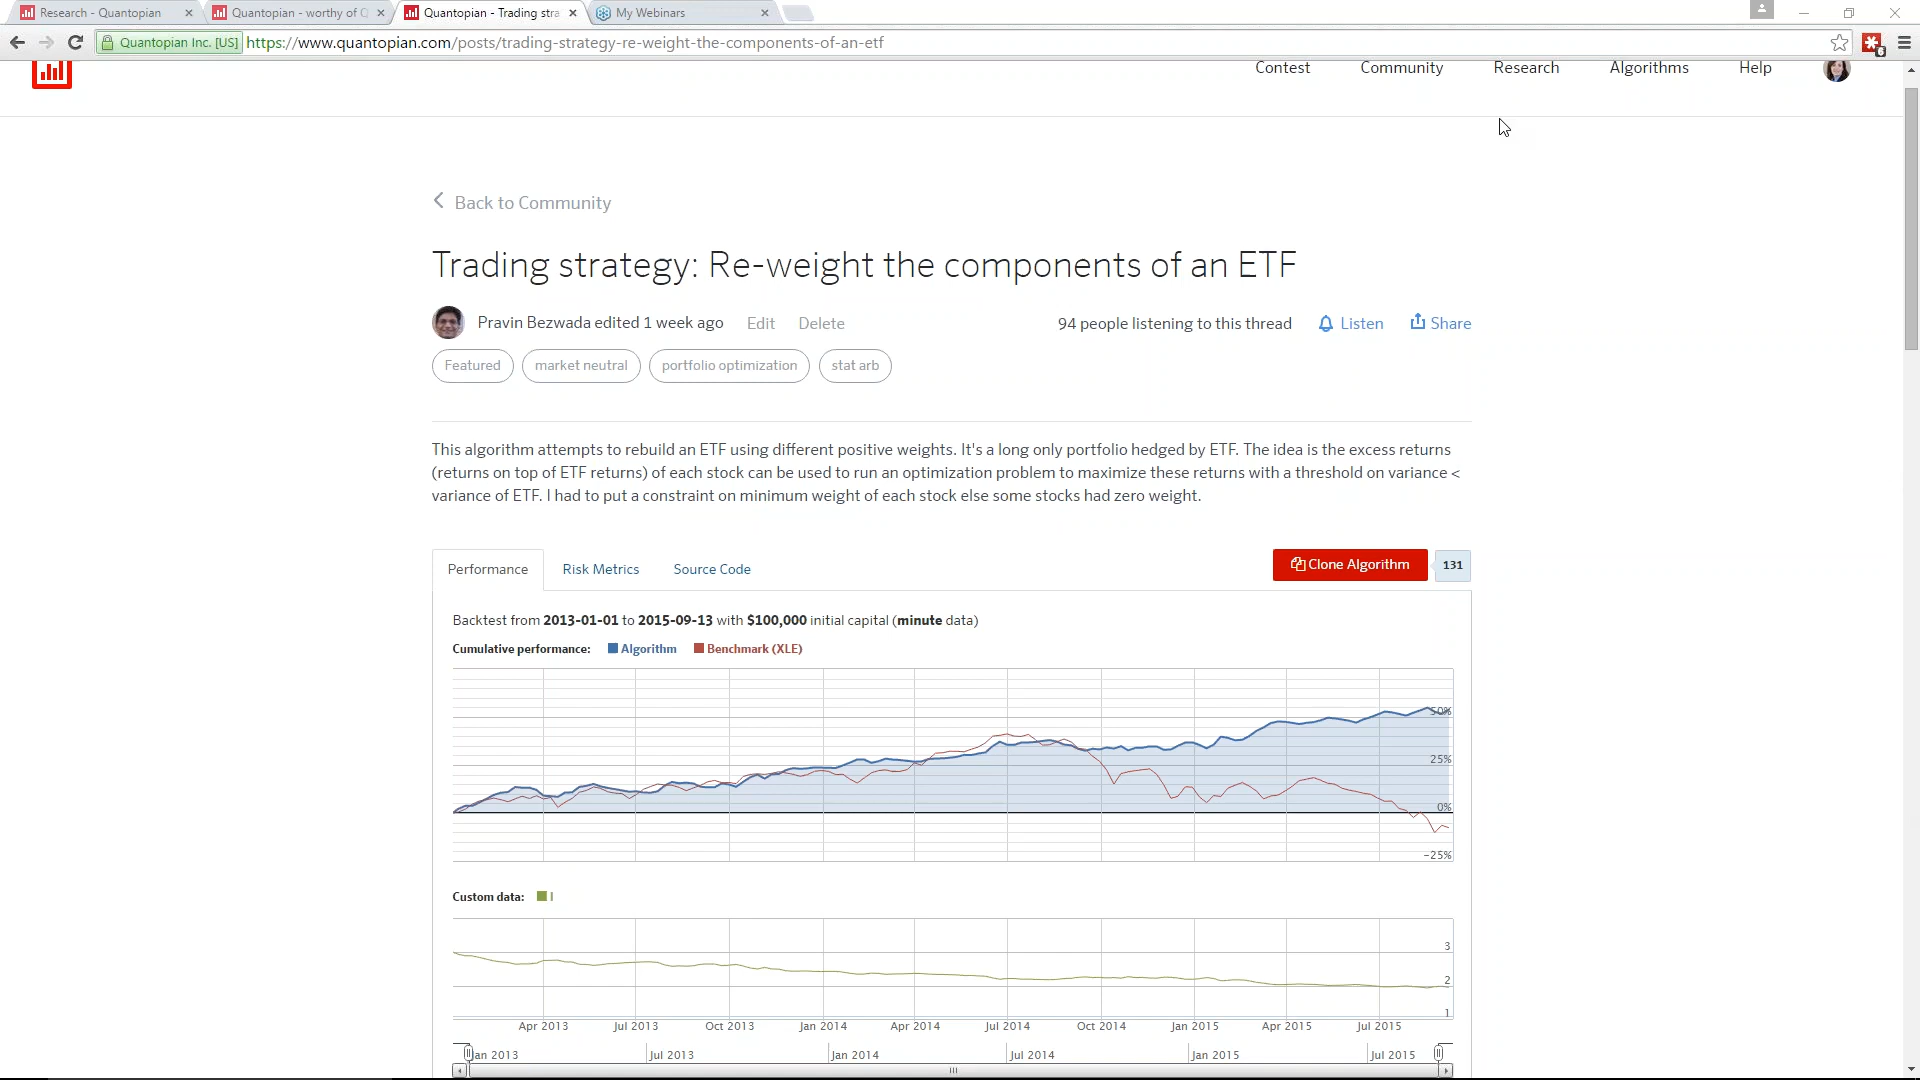 Research - Quantopian
Quantopian - worthy of Q
Quantopian - Trading stra
My Webinars
Quantopian Inc. [US]
https://www.quantopian.com/posts/trading-strategy-re-weight-the-components-of-an-etf
Contest Community Research Algorithms Help
Back to Community
Trading strategy: Re-weight the components of an ETF
Pravin Bezwada edited 1 week ago Edit Delete
94 people listening to this thread Listen Share
Featured market neutral portfolio optimization stat arb
This algorithm attempts to rebuild an ETF using different positive weights. It's a long only portfolio hedged by ETF. The idea is the excess returns
(returns on top of ETF returns) of each stock can be used to run an optimization problem to maximize these returns with a threshold on variance <
variance of ETF. I had to put a constraint on minimum weight of each stock else some stocks had zero weight.
Performance Risk Metrics Source Code
Clone Algorithm 131
Backtest from 2013-01-01 to 2015-09-13 with $100,000 initial capital (minute data)
Cumulative performance: Algorithm Benchmark (XLE)
50%
25%
0%
-25%
Custom data: l
3
2
1
Apr 2013 Jul 2013 Oct 2013 Jan 2014 Apr 2014 Jul 2014 Oct 2014 Jan 2015 Apr 2015 Jul 2015
Jan 2013 Jul 2013 Jan 2014 Jul 2014 Jan 2015 Jul 2015